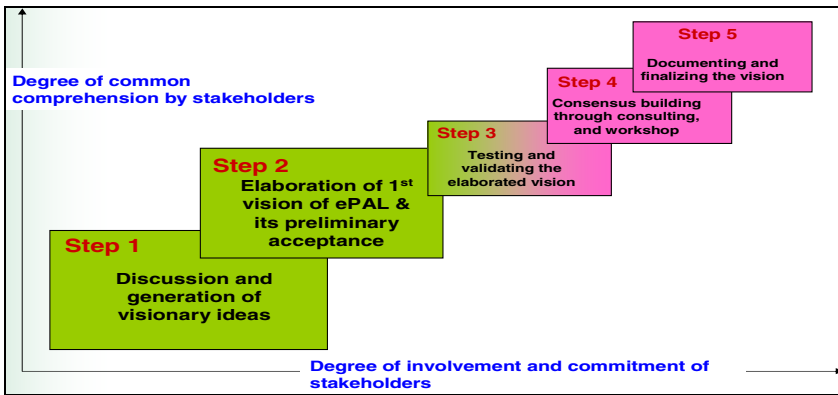 Step 5
Documenting and
finalizing the vision
Degree of common
comprehension by stakeholders
Step 4
Consensus building
through consulting,
and workshop
Step 3
Testing and
validating the
elaborated vision
Step 2
Elaboration of 1st
vision of ePAL &
its preliminary
acceptance
Step 1
Discussion and
generation of
visionary ideas
Degree of involvement and commitment of
stakeholders